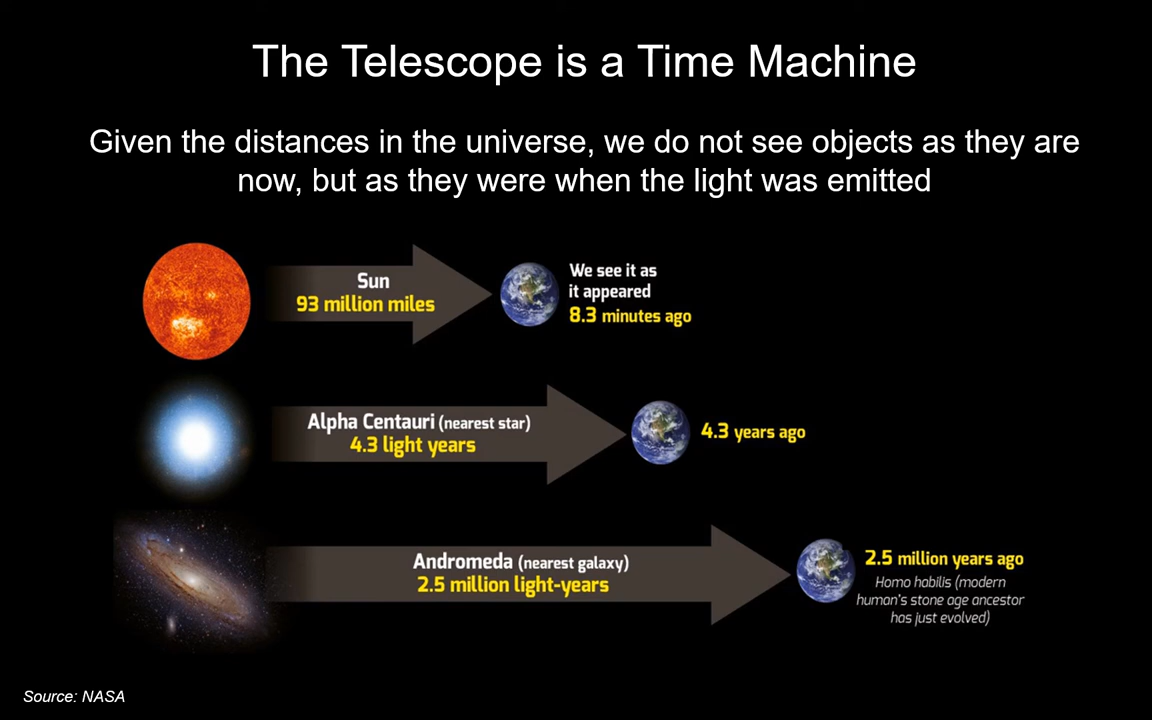 The Telescope is a Time Machine
Given the distances in the universe, we do not see objects as they are
now, but as they were when the light was emitted
Sun
93 million miles
We see it as
it appeared
8.3 minutes ago
Alpha Centauri (nearest star)
4.3 light years
4.3 years ago
Andromeda (nearest galaxy)
2.5 million light-years
2.5 million years ago
Homo habilis (modern
human's stone age ancestor
has just evolved)
Source: NASA